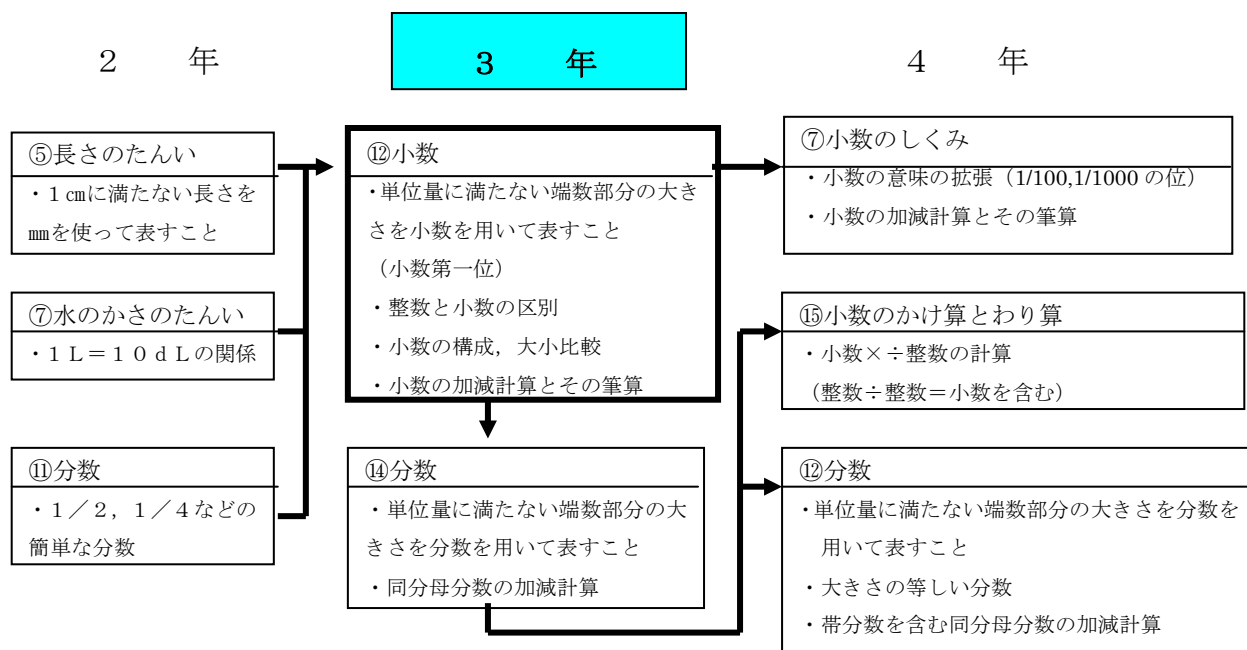 ２　年
３　年
４　年
⑤長さのたんい
・１㎝に満たない長さを
㎜を使って表すこと
⑦水のかさのたんい
・１Ｌ＝１０ｄＬの関係
⑪分数
・１／２，１／４などの
簡単な分数
⑫小数
・単位量に満たない端数部分の大き
さを小数を用いて表すこと
（小数第一位）
・整数と小数の区別
・小数の構成，大小比較
・小数の加減計算とその筆算
⑭分数
・単位量に満たない端数部分の大
きさを分数を用いて表すこと
・同分母分数の加減計算
⑦小数のしくみ
・小数の意味の拡張（1/100,1/1000 の位）
・小数の加減計算とその筆算
⑮小数のかけ算とわり算
・小数×÷整数の計算
（整数÷整数＝小数を含む）
⑫分数
・単位量に満たない端数部分の大きさを分数を
用いて表すこと
・大きさの等しい分数
・帯分数を含む同分母分数の加減計算